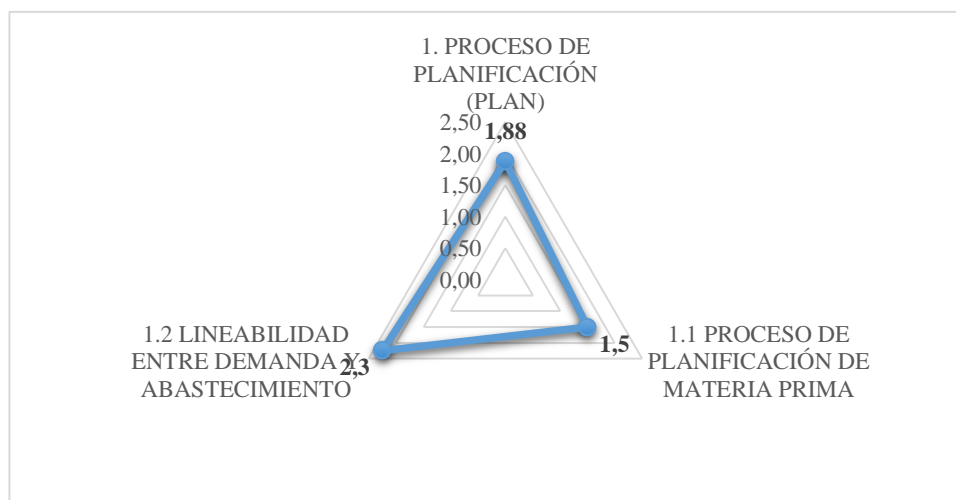 1. PROCESO DE
PLANIFICACIÓN
(PLAN)
1,88
2,50
2,00
1,50
1,00
0,50
0,00
1.2 LINEABILIDAD
ENTRE DEMANDA Y
ABASTECIMIENTO
2,3
1,5
1.1 PROCESO DE
PLANIFICACIÓN DE
MATERIA PRIMA